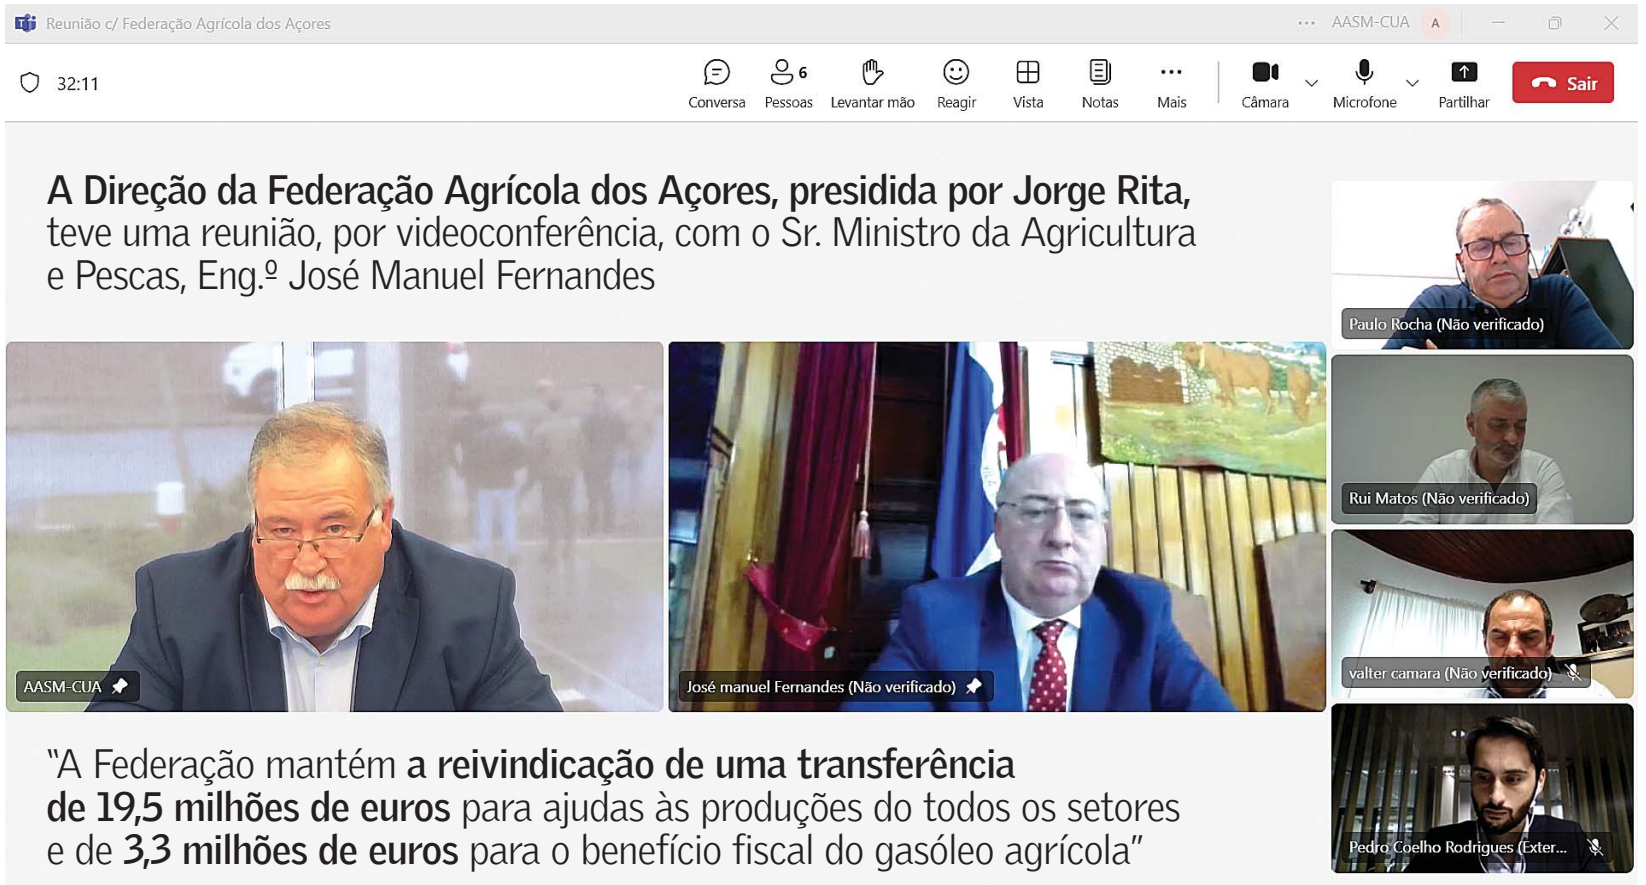 Reunião c/ Federação Agrícola dos Açores
AASM-CUA
A
32:11
6
Conversa
Pessoas
Levantar mão
Reagir
Vista
Notas
Mais
Câmara
Microfone
Partilhar
Sair
A Direção da Federação Agrícola dos Açores, presidida por Jorge Rita,
teve uma reunião, por videoconferência, com o Sr. Ministro da Agricultura
e Pescas, Eng.º José Manuel Fernandes
Paulo Rocha (Não verificado)
Rui Matos (Não verificado)
AASM-CUA
José manuel Fernandes (Não verificado)
valter camara (Não verificado)
Pedro Coelho Rodrigues (Exter...
“A Federação mantém a reivindicação de uma transferência
de 19,5 milhões de euros para ajudas às produções do todos os setores
e de 3,3 milhões de euros para o benefício fiscal do gasóleo agrícola”